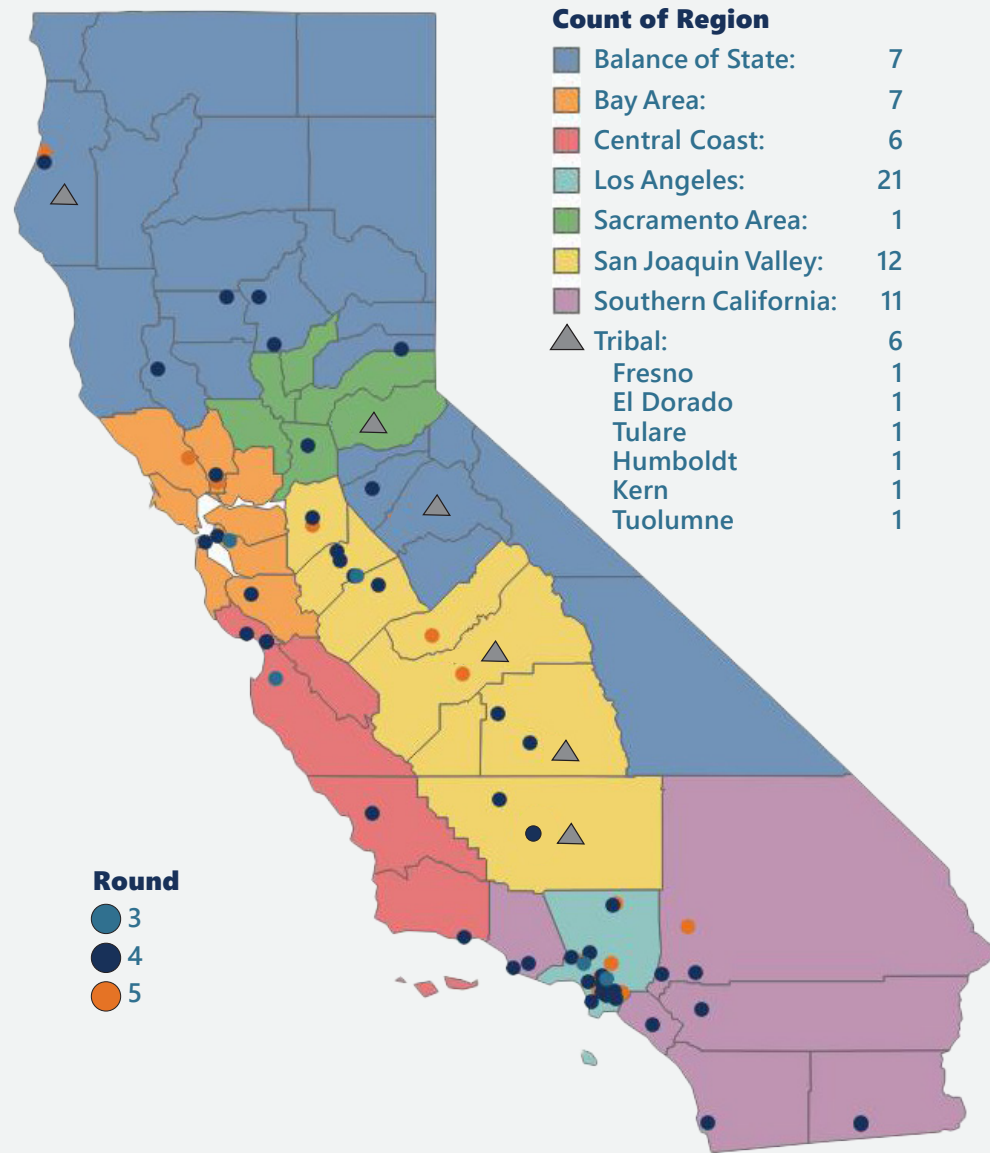 Count of Region
Balance of State: 7
Bay Area: 7
Central Coast: 6
Los Angeles: 21
Sacramento Area: 1
San Joaquin Valley: 12
Southern California: 11
Tribal: 6
Fresno 1
El Dorado 1
Tulare 1
Humboldt 1
Kern 1
Tuolumne 1
Round
3
4
5